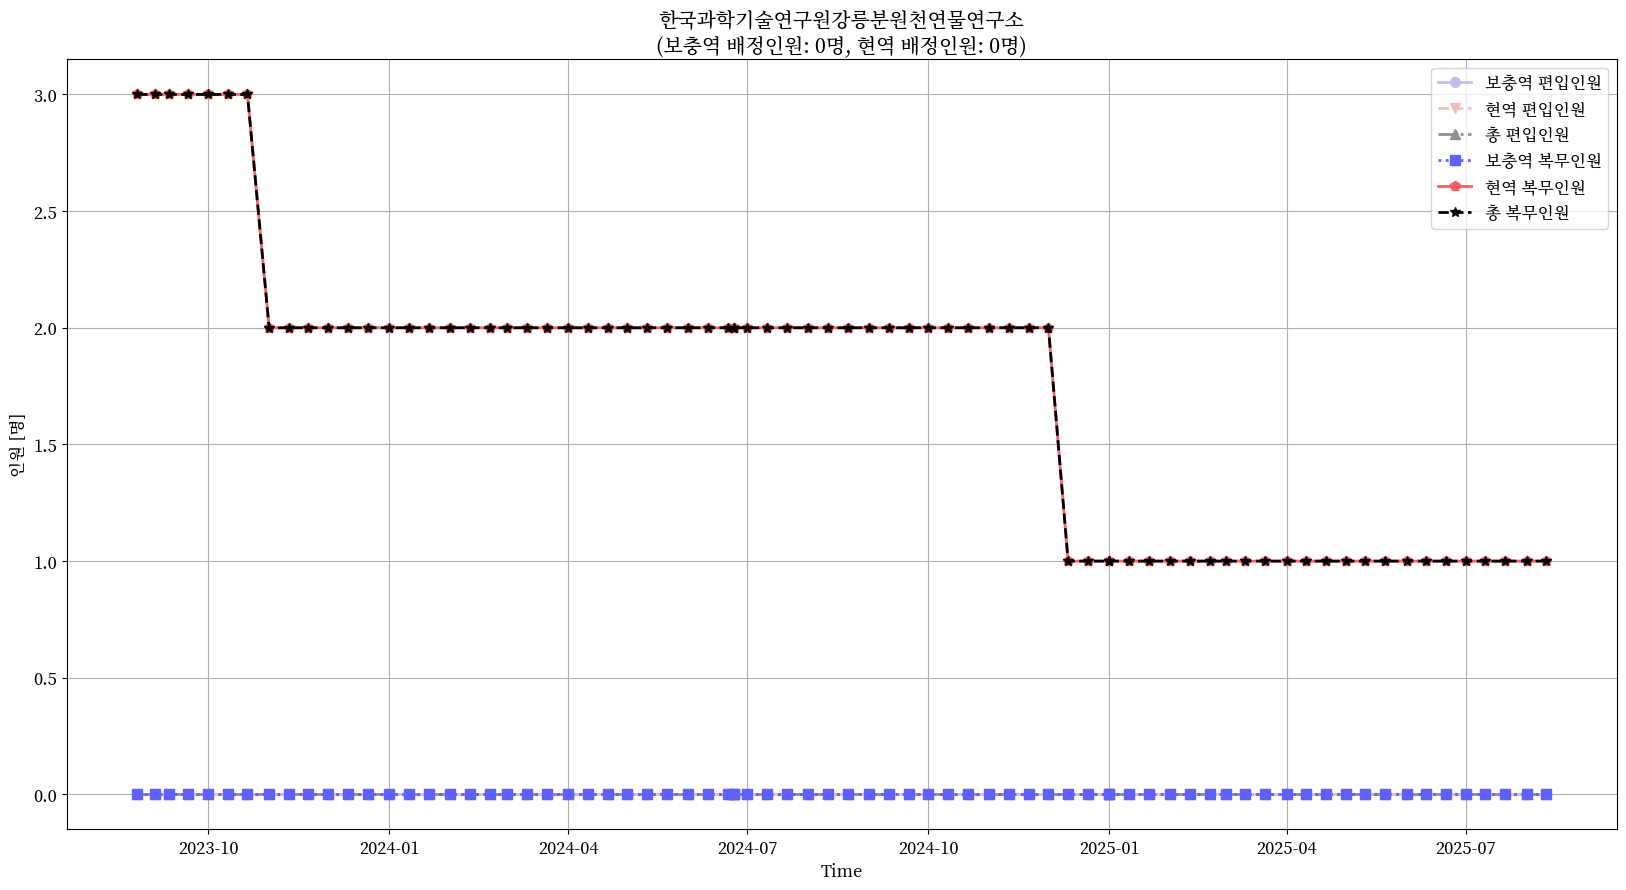 한국과학기술연구원강릉분원천연물연구소
(보충역 배정인원: 0명, 현역 배정인원: 0명)
보충역 편입인원
현역 편입인원
총 편입인원
보충역 복무인원
현역 복무인원
총 복무인원
3.0
2.5
2.0
1.5
1.0
0.5
0.0
인원 [명]
2023-10
2024-01
2024-04
2024-07
2024-10
2025-01
2025-04
2025-07
Time